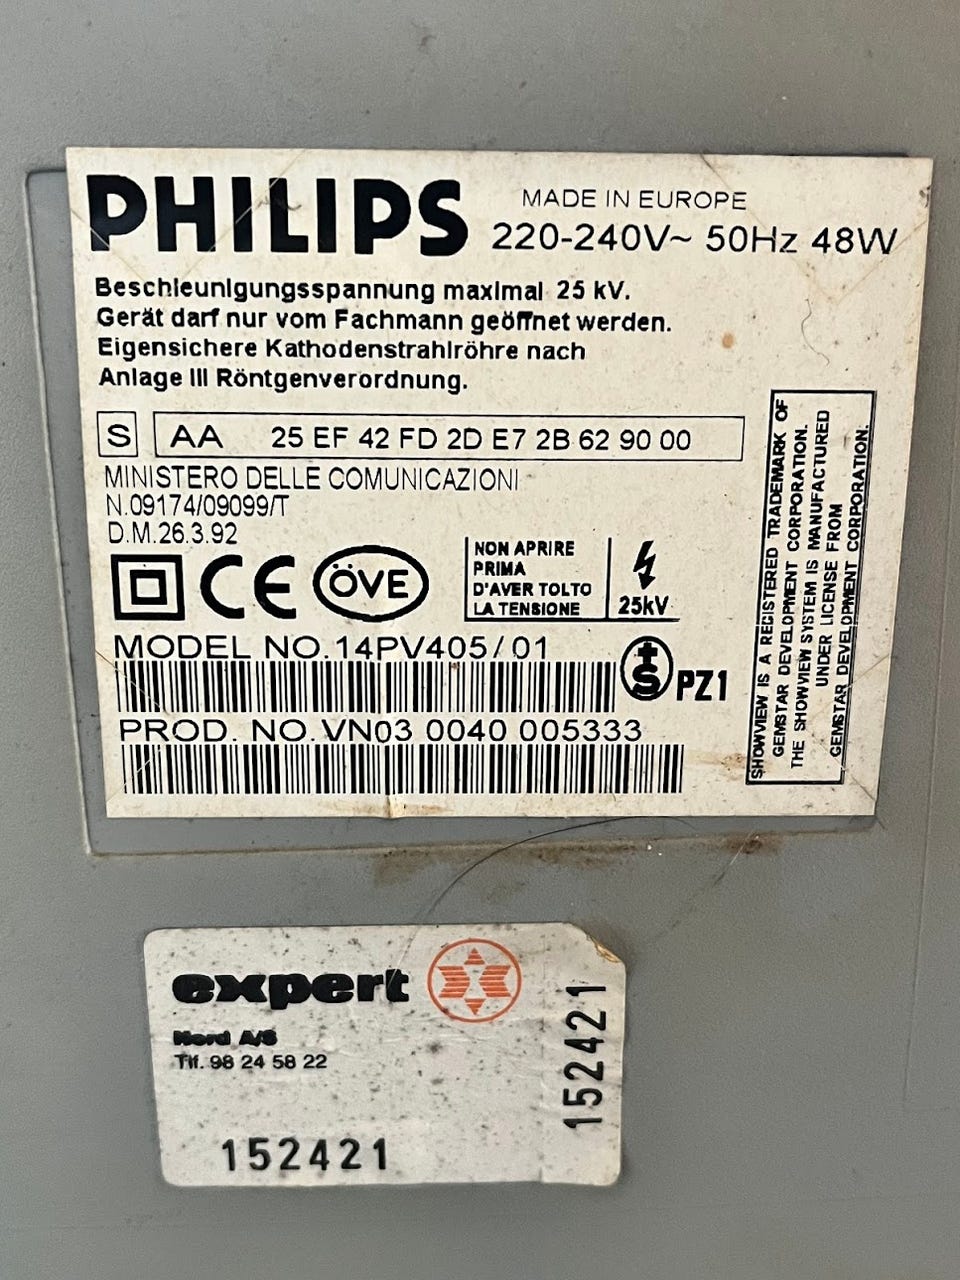 PHILIPS
MADE IN EUROPE
220-240V~ 50Hz 48W
Beschleunigungsspannung maximal 25 kV.
Gerät darf nur vom Fachmann geöffnet werden.
Eigensichere Kathodenstrahlröhre nach
Anlage III Röntgenverordnung.
S AA 25 EF 42 FD 2D E7 2B 62 90 00
MINISTERO DELLE COMUNICAZIONI
N.09174/09099/T
D.M.26.3.92
CE ÖVE
NON APRIRE
PRIMA
D'AVER TOLTO
LA TENSIONE
25kV
MODEL NO.14PV405/01
+S PZ1
PROD. NO.VN03 0040 005333
SHOWVIEW IS A REGISTERED TRADEMARK OF
GEMSTAR DEVELOPMENT CORPORATION.
THE SHOWVIEW SYSTEM IS MANUFACTURED
UNDER LICENSE FROM
GEMSTAR DEVELOPMENT CORPORATION.
expert
Nord A/S
Tlf. 98 24 58 22
152421
152421